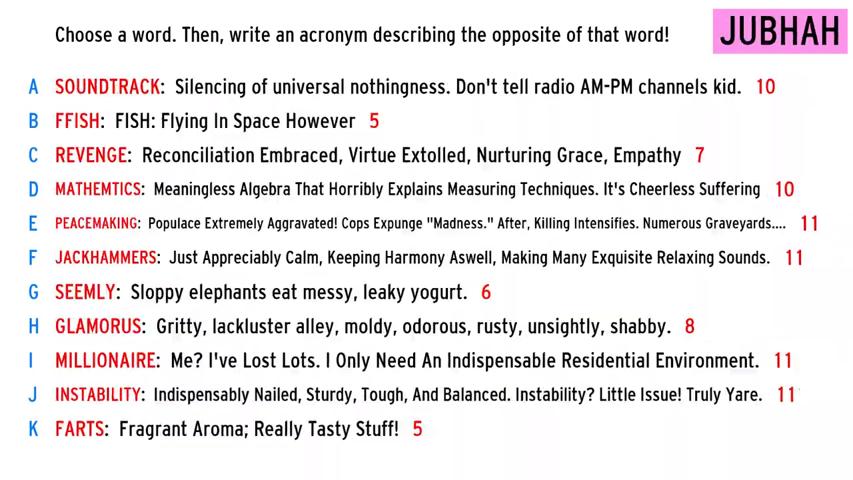 Choose a word. Then, write an acronym describing the opposite of that word!
JUBHAH
A SOUNDTRACK: Silencing of universal nothingness. Don't tell radio AM-PM channels kid. 10
B FFISH: FISH: Flying In Space However 5
C REVENGE: Reconciliation Embraced, Virtue Extolled, Nurturing Grace, Empathy 7
D MATHEMTICS: Meaningless Algebra That Horribly Explains Measuring Techniques. It's Cheerless Suffering 10
E PEACEMAKING: Populace Extremely Aggravated! Cops Expunge "Madness." After, Killing Intensifies. Numerous Graveyards.... 11
F JACKHAMMERS: Just Appreciably Calm, Keeping Harmony Aswell, Making Many Exquisite Relaxing Sounds. 11
G SEEMLY: Sloppy elephants eat messy, leaky yogurt. 6
H GLAMORUS: Gritty, lackluster alley, moldy, odorous, rusty, unsightly, shabby. 8
I MILLIONAIRE: Me? I've Lost Lots. I Only Need An Indispensable Residential Environment. 11
J INSTABILITY: Indispensably Nailed, Sturdy, Tough, And Balanced. Instability? Little Issue! Truly Yare. 11
K FARTS: Fragrant Aroma; Really Tasty Stuff! 5